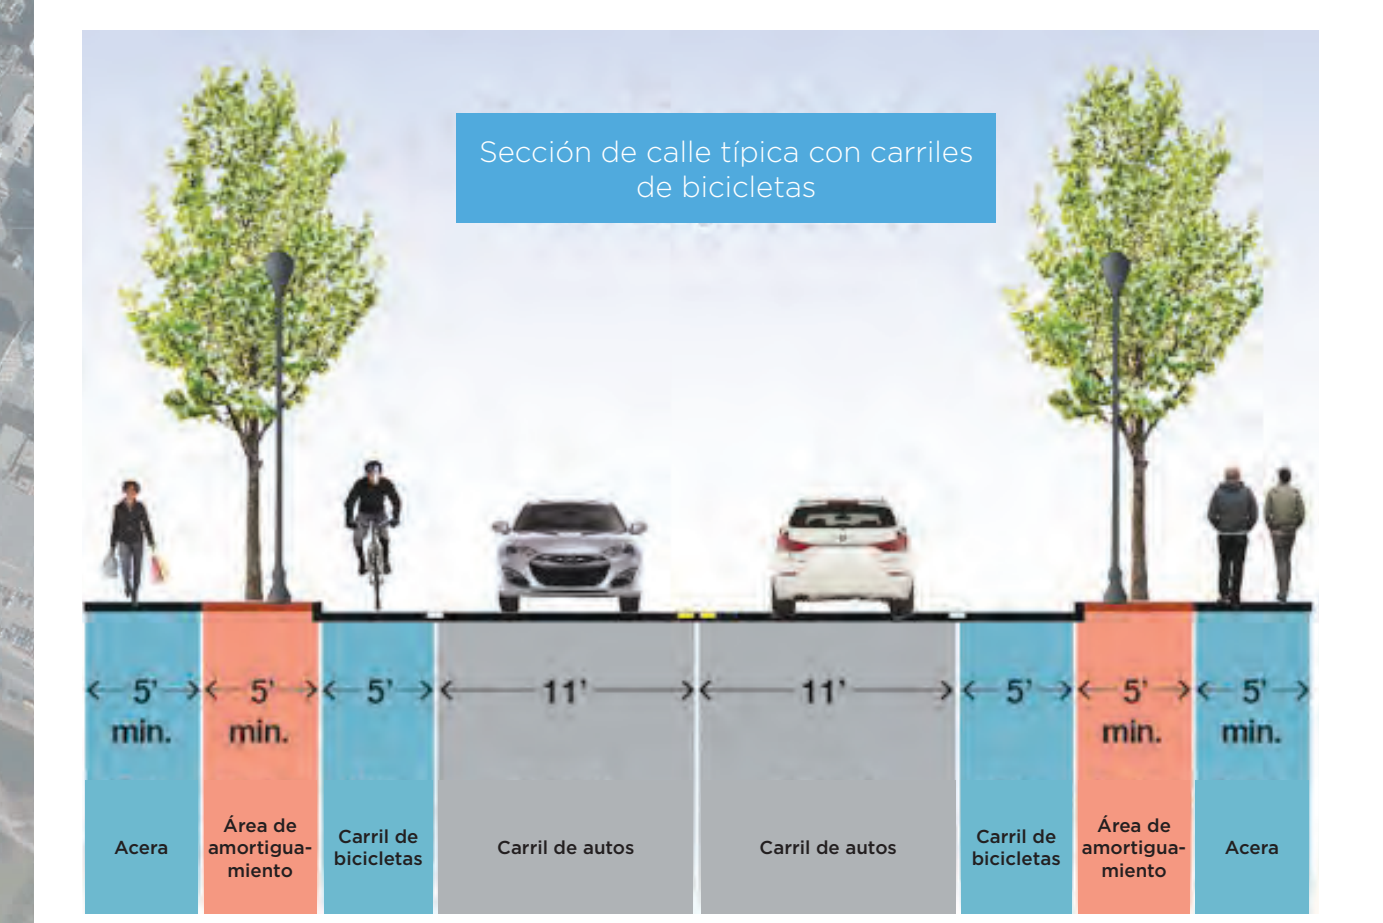 Sección de calle típica con carriles
de bicicletas
5' 5' 5' 11' 11' 5' 5' 5'
min. min. min. min.
Acera
Área de
amortigua-
miento
Carril de
bicicletas
Carril de autos
Carril de autos
Carril de
bicicletas
Área de
amortigua-
miento
Acera